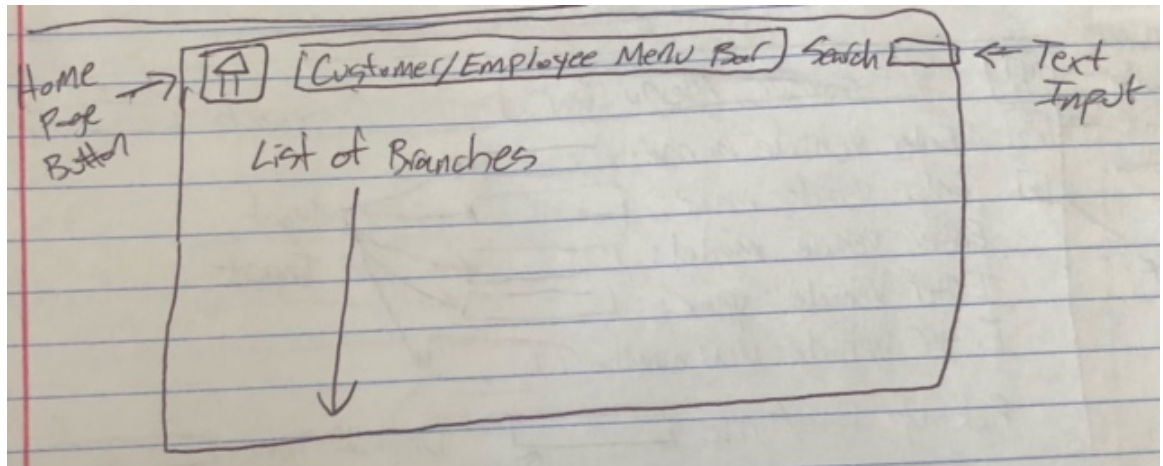 Home
Page
Button
Customer/Employee Menu Bar
Search
Text
Input
List of Branches